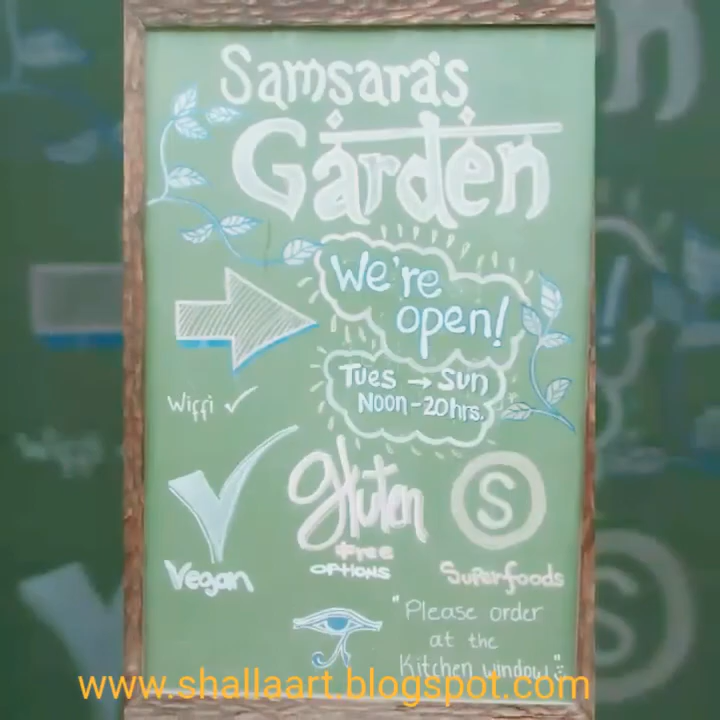 Samsara's
Garden
We're
open!
Tues → Sun
Noon-20hrs.
Wiffi ✓
Gluten
free
options
S
Vegan
Superfoods
"Please order
at the
Kitchen window"
www.shallaart.blogspot.com